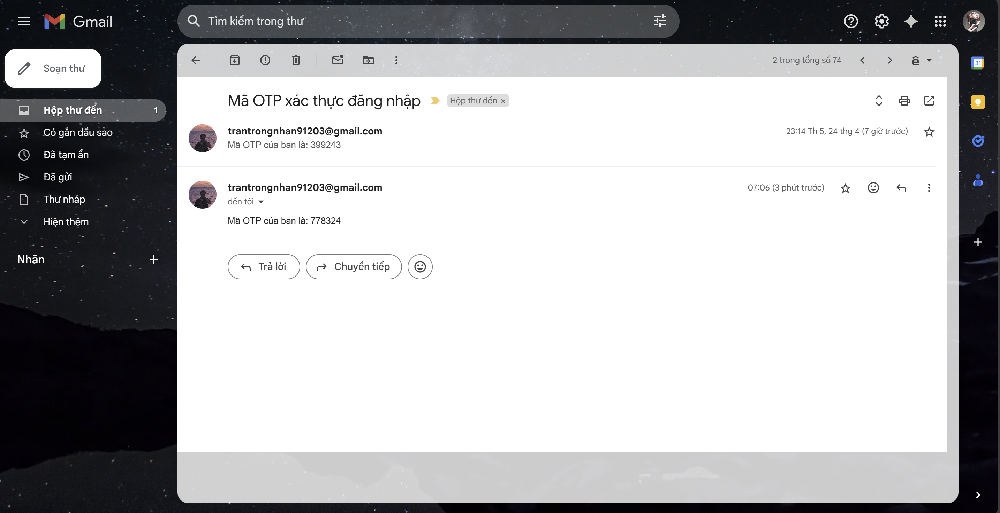 Gmail
Tìm kiếm trong thư
Soạn thư
2 trong tổng số 74
ê
31
Hộp thư đến 1
Có gắn dấu sao
Đã tạm ẩn
Đã gửi
Thư nháp
Hiện thêm
Nhãn
Mã OTP xác thực đăng nhập Hộp thư đến ×
trantrongnhan91203@gmail.com 23:14 Th 5, 24 thg 4 (7 giờ trước)
Mã OTP của bạn là: 399243
trantrongnhan91203@gmail.com 07:06 (3 phút trước)
đến tôi
Mã OTP của bạn là: 778324
Trả lời Chuyển tiếp